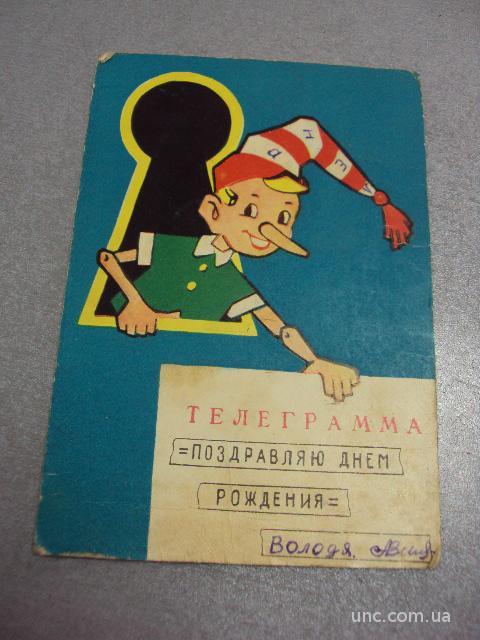 А Н Э А
ТЕЛЕГРАММА
=ПОЗДРАВЛЯЮ ДНЕМ
РОЖДЕНИЯ=
Володя.
unc.com.ua